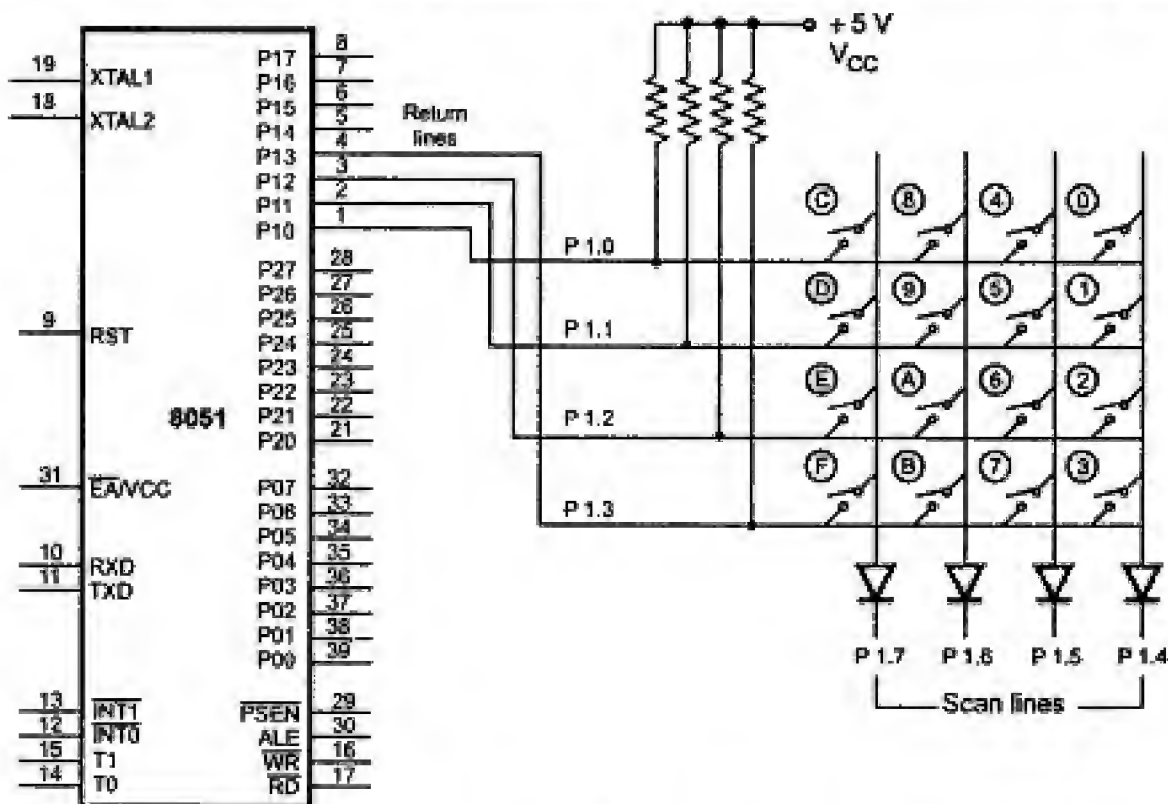 + 5 V
V_CC
19 XTAL1
18 XTAL2
9 RST
8051
31 EA/VCC
10 RXD
11 TXD
13 INT1
12 INT0
15 T1
14 T0
P17 8
P16 7
P15 6
P14 5
P13 4
P12 3
P11 2
P10 1
P27 28
P26 27
P25 26
P24 25
P23 24
P22 23
P21 22
P20 21
P07 32
P06 33
P05 34
P04 35
P03 36
P02 37
P01 38
P00 39
PSEN 29
ALE 30
WR 16
RD 17
Return
lines
P 1.0
P 1.1
P 1.2
P 1.3
C 8 4 0
D 9 5 1
E A 6 2
F B 7 3
P 1.7 P 1.6 P 1.5 P 1.4
Scan lines